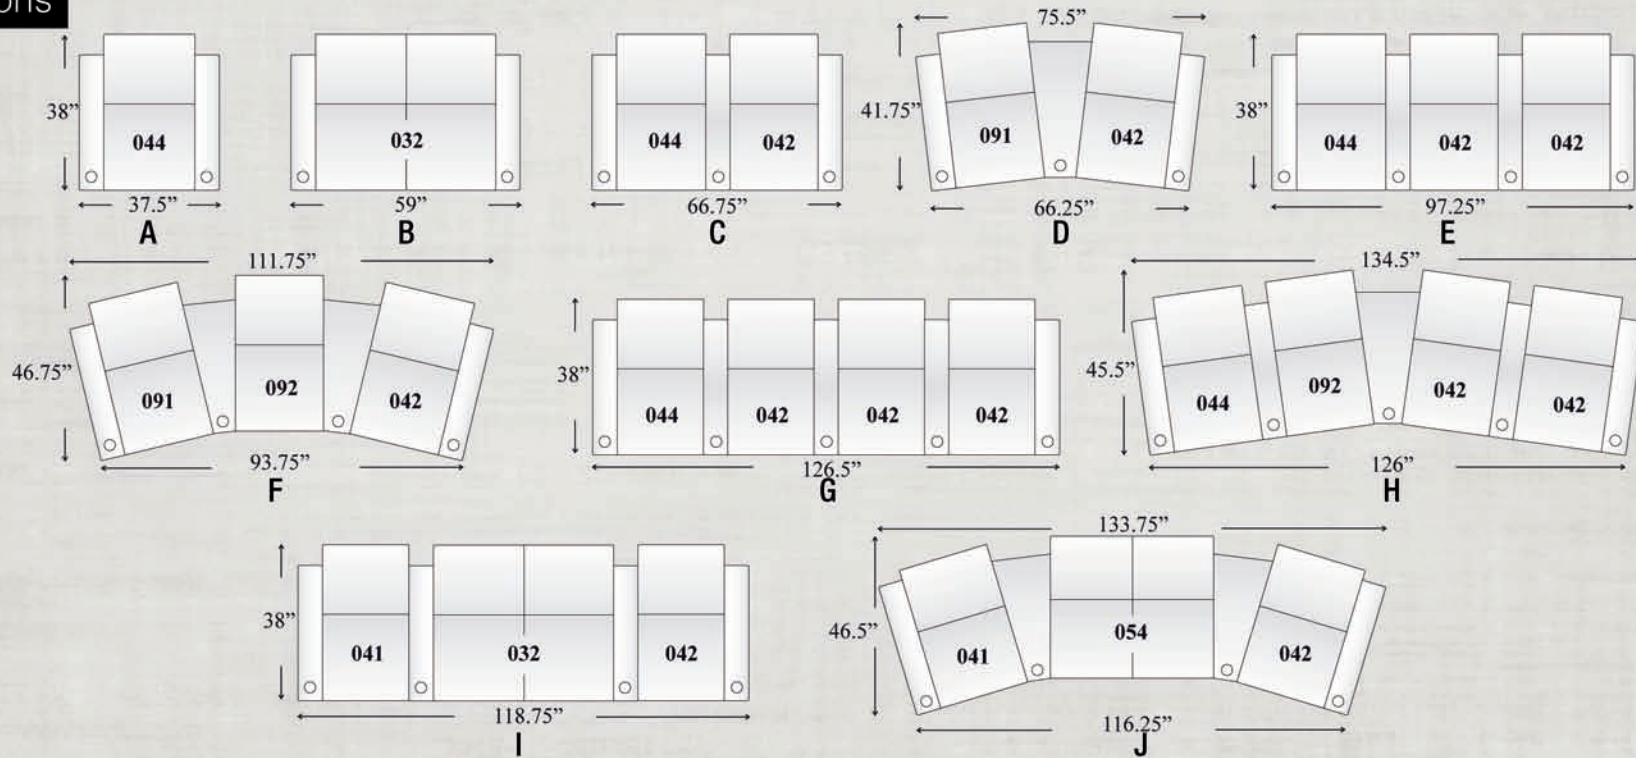 ons
75.5”
38”
044
37.5”
A
032
59”
B
044 042
66.75”
C
41.75”
091 042
66.25”
D
38”
044 042 042
97.25”
E
111.75”
46.75”
091 092 042
93.75”
F
38”
044 042 042 042
126.5”
G
134.5”
45.5”
044 092 042 042
126”
H
38”
041 032 042
118.75”
I
133.75”
46.5”
041 054 042
116.25”
J